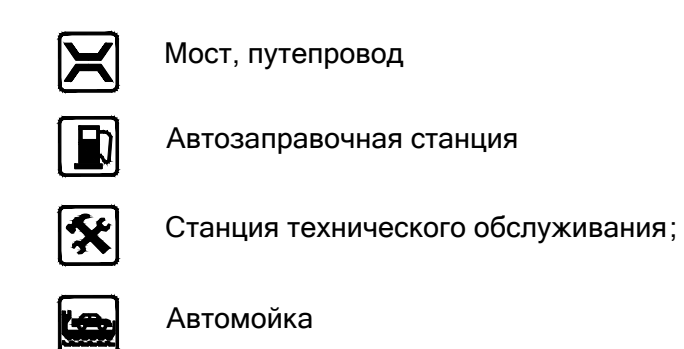 Мост, путепровод
Автозаправочная станция
Станция технического обслуживания;
Автомойка